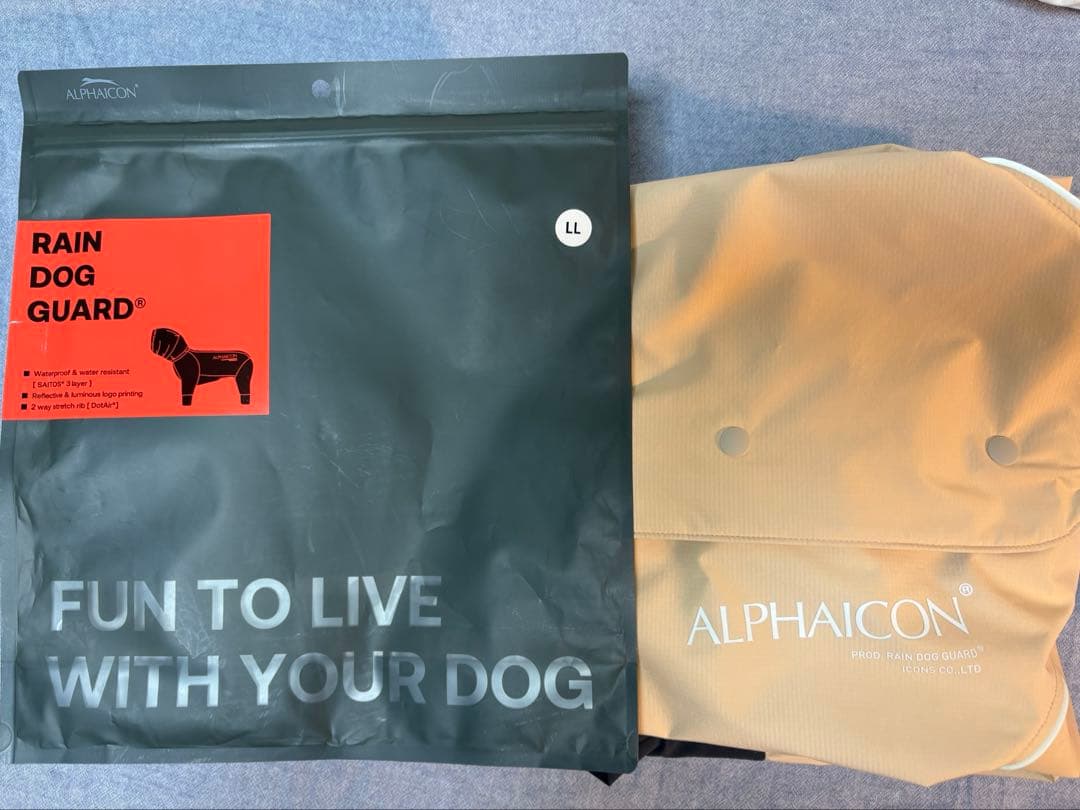 ALPHAICON®
LL
RAIN
DOG
GUARD®
■ Waterproof & water resistant
[ SAITOS® 3 layer ]
■ Reflective & luminous logo printing
■ 2 way stretch rib [ DotAir® ]
ALPHAICON
FUN TO LIVE
WITH YOUR DOG
ALPHAICON®
PROD. RAIN DOG GUARD®
ICONS CO.,LTD